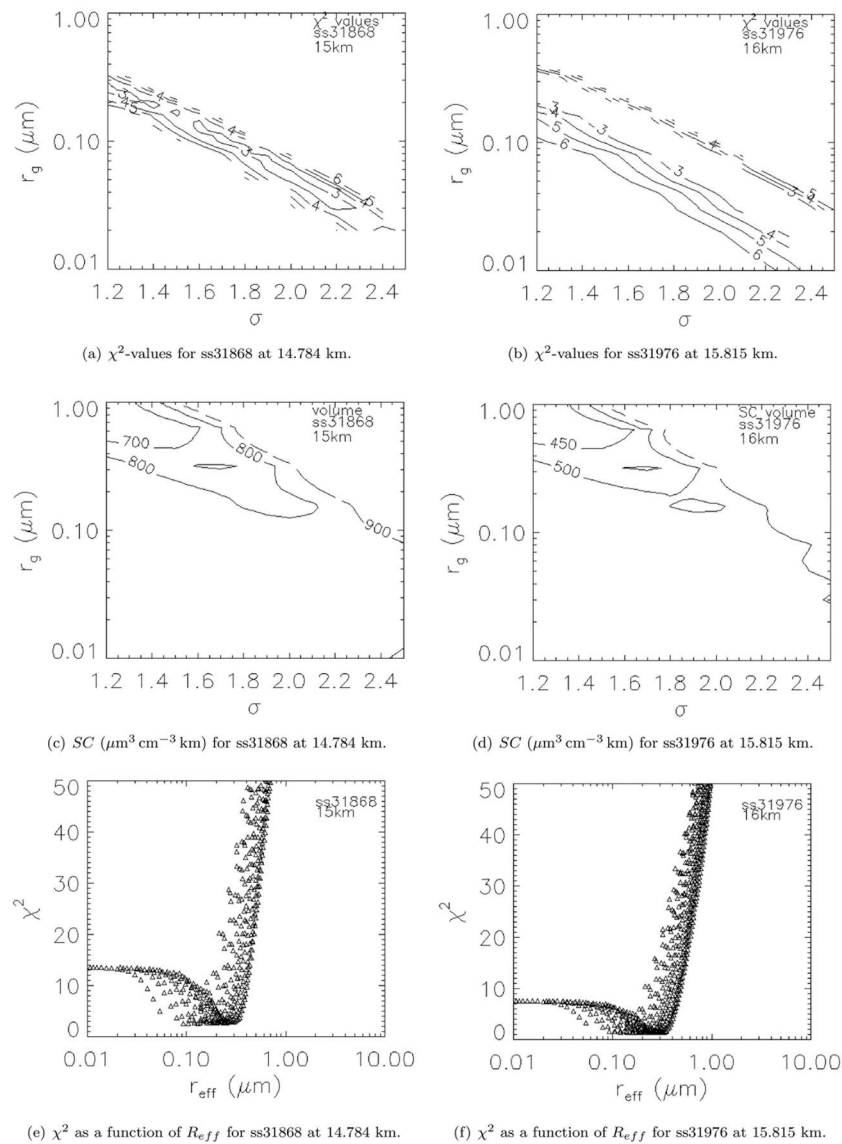 χ² values
ss31868
15km
1.00
0.10
0.01
r_g (μm)
3
4
5
4
4
3
4
6
5
3
4
1.2 1.4 1.6 1.8 2.0 2.2 2.4
σ
(a) χ²-values for ss31868 at 14.784 km.
χ² values
ss31976
16km
1.00
0.10
0.01
r_g (μm)
3
4
5
6
3
3
4
5
3
4
4
5
6
1.2 1.4 1.6 1.8 2.0 2.2 2.4
σ
(b) χ²-values for ss31976 at 15.815 km.
volume
ss31868
15km
1.00
0.10
0.01
r_g (μm)
700
800
800
900
1.2 1.4 1.6 1.8 2.0 2.2 2.4
σ
(c) SC (μm³ cm⁻³ km) for ss31868 at 14.784 km.
SC volume
ss31976
16km
1.00
0.10
0.01
r_g (μm)
450
500
1.2 1.4 1.6 1.8 2.0 2.2 2.4
σ
(d) SC (μm³ cm⁻³ km) for ss31976 at 15.815 km.
ss31868
15km
50
40
30
20
10
0
χ²
0.01 0.10 1.00 10.00
r_eff (μm)
(e) χ² as a function of R_eff for ss31868 at 14.784 km.
ss31976
16km
50
40
30
20
10
0
χ²
0.01 0.10 1.00 10.00
r_eff (μm)
(f) χ² as a function of R_eff for ss31976 at 15.815 km.